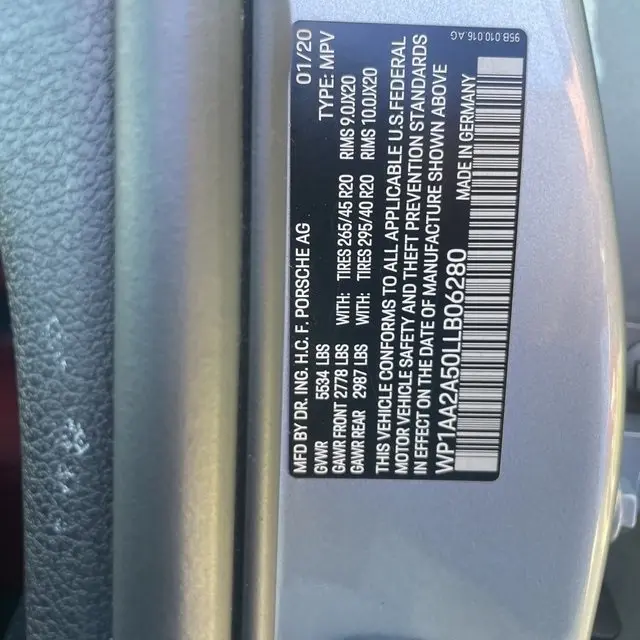 MFD BY DR. ING. H.C. F. PORSCHE AG 01/20
GVWR 5534 LBS TYPE: MPV
GAWR FRONT 2778 LBS WITH: TIRES 265/45 R20 RIMS 9.0JX20
GAWR REAR 2987 LBS WITH: TIRES 295/40 R20 RIMS 10.0JX20
THIS VEHICLE CONFORMS TO ALL APPLICABLE U.S. FEDERAL
MOTOR VEHICLE SAFETY AND THEFT PREVENTION STANDARDS
IN EFFECT ON THE DATE OF MANUFACTURE SHOWN ABOVE
WP1AA2A50LLB06280 MADE IN GERMANY
95B 010 016 AG